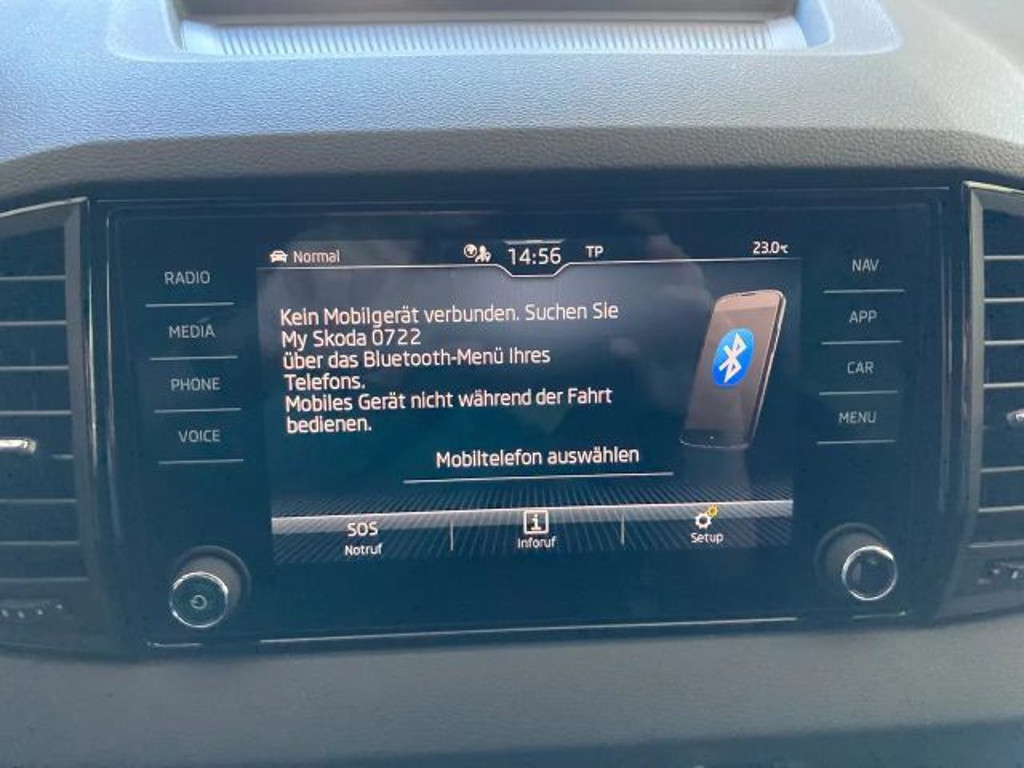 Normal 14:56 TP 23.0°C
RADIO
MEDIA
PHONE
VOICE
Kein Mobilgerät verbunden. Suchen Sie
My Skoda 0722
über das Bluetooth-Menü Ihres
Telefons.
Mobiles Gerät nicht während der Fahrt
bedienen.
Mobiltelefon auswählen
SOS
Notruf
i
Inforuf
Setup
NAV
APP
CAR
MENU